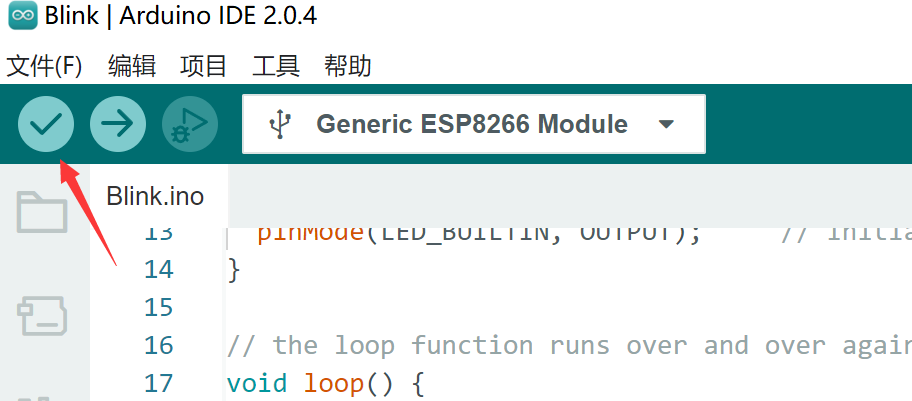 Blink | Arduino IDE 2.0.4
文件(F) 编辑 项目 工具 帮助
Generic ESP8266 Module
Blink.ino
13 pinMode(LED_BUILTIN, OUTPUT); // Initia
14 }
15
16 // the loop function runs over and over again
17 void loop() {